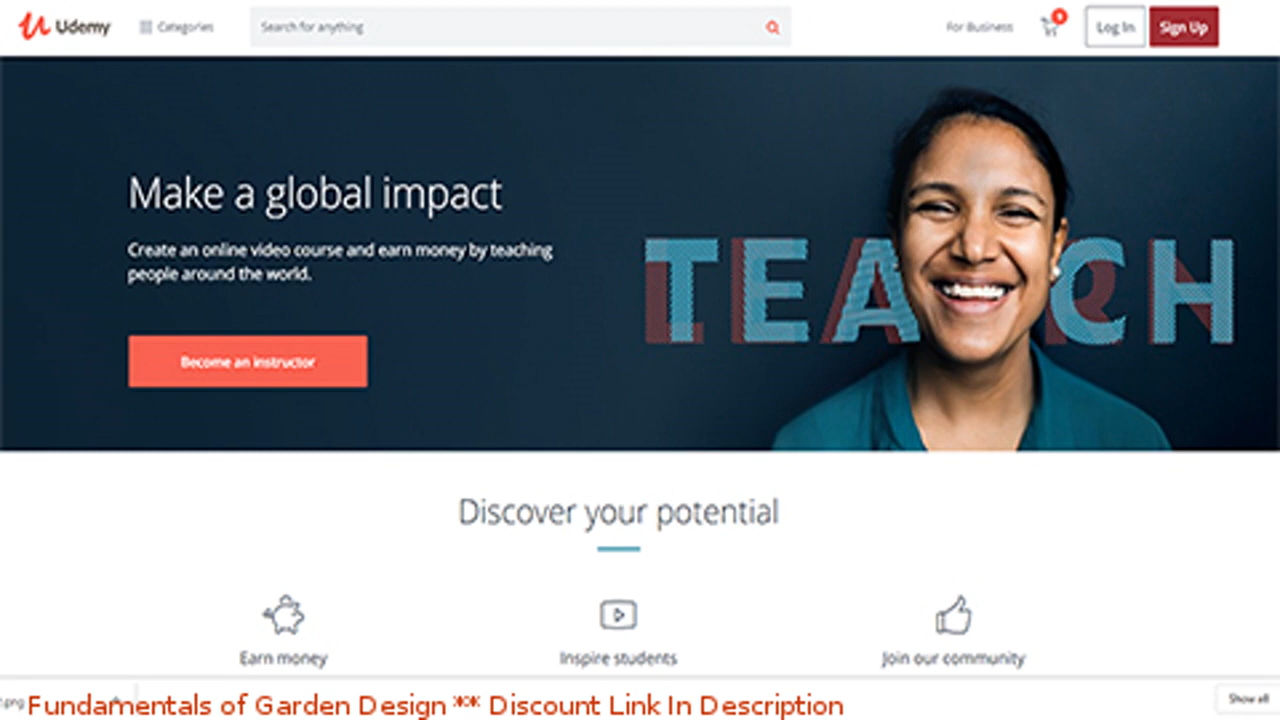 Udemy
Categories
Search for anything
For Business
Log In
Sign Up
Make a global impact
Create an online video course and earn money by teaching
people around the world.
TEACH
Become an instructor
Discover your potential
Earn money
Inspire students
Join our community
.png
Show all
Fundamentals of Garden Design ** Discount Link In Description